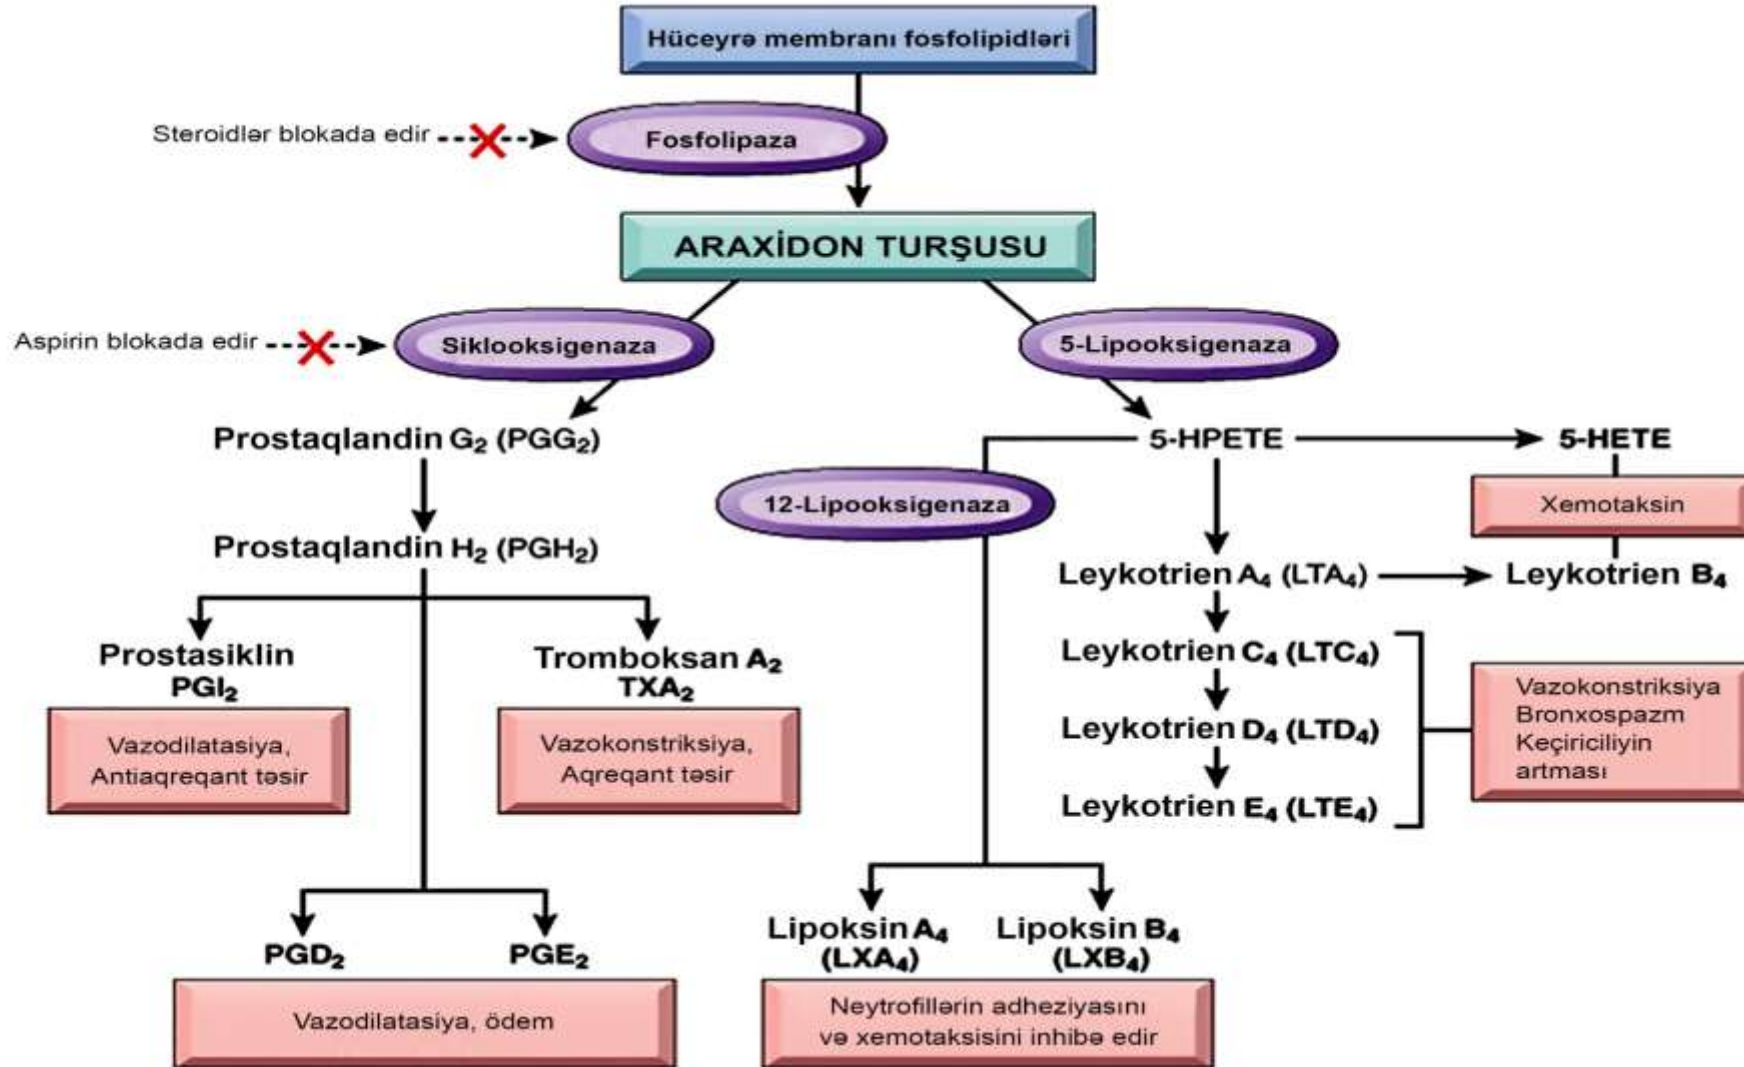 Hüceyrə membranı fosfolipidləri
Steroidlər blokada edir
Fosfolipaza
ARAXİDON TURŞUSU
Aspirin blokada edir
Siklooksigenaza
5-Lipooksigenaza
Prostaqlandin G₂ (PGG₂)
5-HPETE
5-HETE
12-Lipooksigenaza
Xemotaksin
Prostaqlandin H₂ (PGH₂)
Leykotrien A₄ (LTA₄)
Leykotrien B₄
Prostasiklin
PGI₂
Tromboksan A₂
TXA₂
Leykotrien C₄ (LTC₄)
Vazodilatasiya,
Antiaqreqant təsir
Vazokonstriksiya,
Aqreqant təsir
Leykotrien D₄ (LTD₄)
Vazokonstriksiya
Bronxospazm
Keçiriciliyin
artması
Leykotrien E₄ (LTE₄)
PGD₂
PGE₂
Lipoksin A₄
(LXA₄)
Lipoksin B₄
(LXB₄)
Vazodilatasiya, ödem
Neytrofillərin adheziyasını
və xemotaksisini inhibə edir